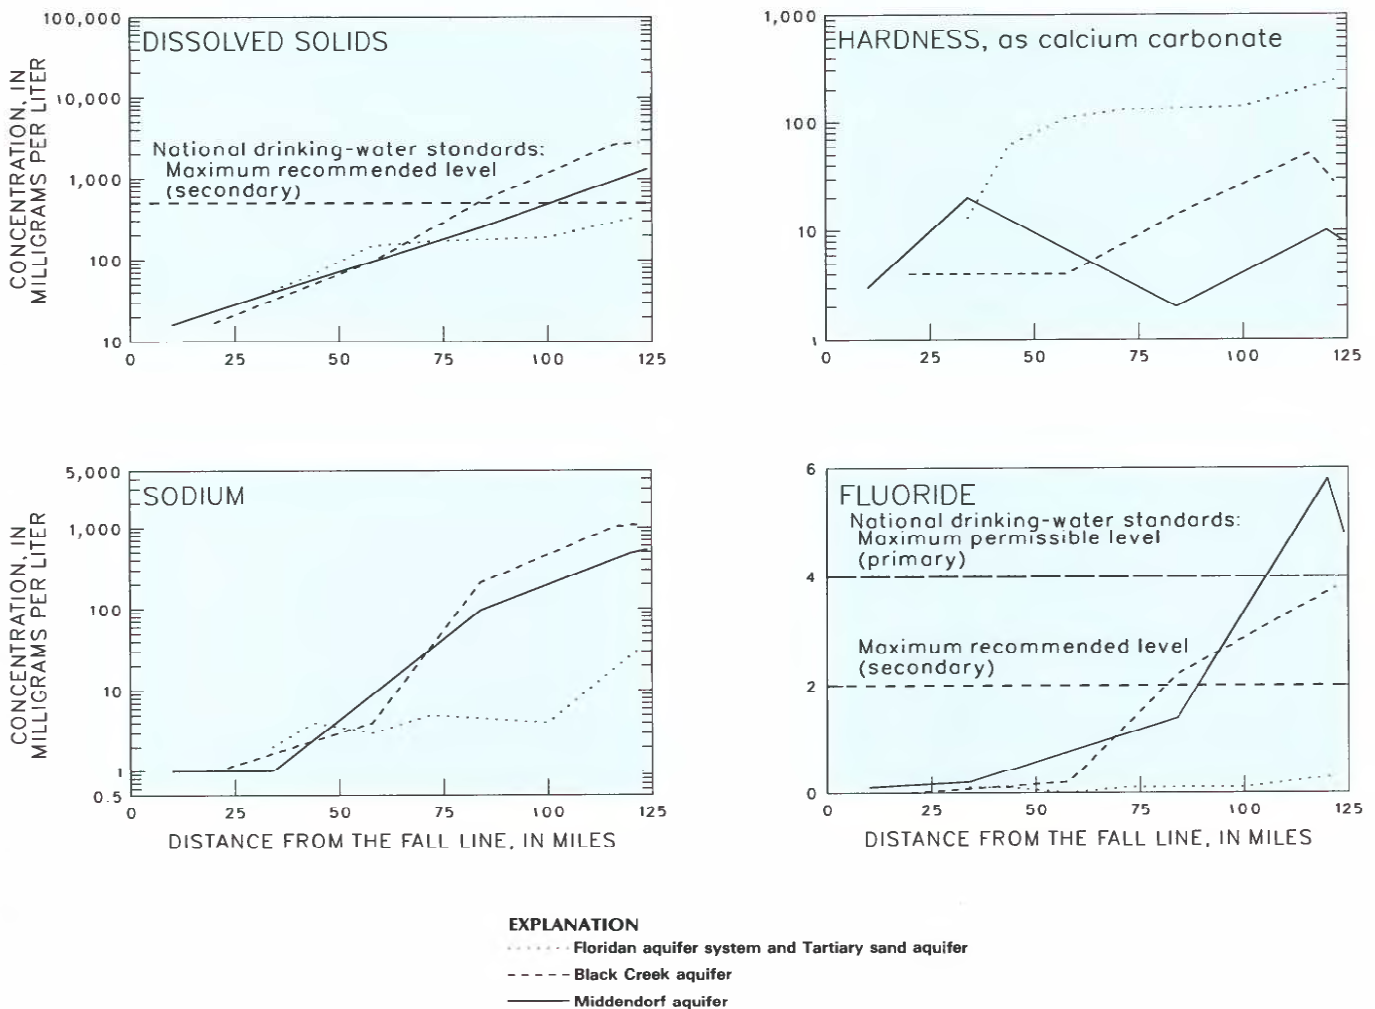 DISSOLVED SOLIDS
CONCENTRATION, IN
MILLIGRAMS PER LITER
100,000
10,000
1,000
100
10
National drinking-water standards:
Maximum recommended level
(secondary)
0 25 50 75 100 125
HARDNESS, as calcium carbonate
1,000
100
10
1
0 25 50 75 100 125
SODIUM
CONCENTRATION, IN
MILLIGRAMS PER LITER
5,000
1,000
100
10
1
0.5
0 25 50 75 100 125
DISTANCE FROM THE FALL LINE, IN MILES
FLUORIDE
National drinking-water standards:
Maximum permissible level
(primary)
Maximum recommended level
(secondary)
6
4
2
0
0 25 50 75 100 125
DISTANCE FROM THE FALL LINE, IN MILES
EXPLANATION
Floridan aquifer system and Tartiary sand aquifer
Black Creek aquifer
Middendorf aquifer